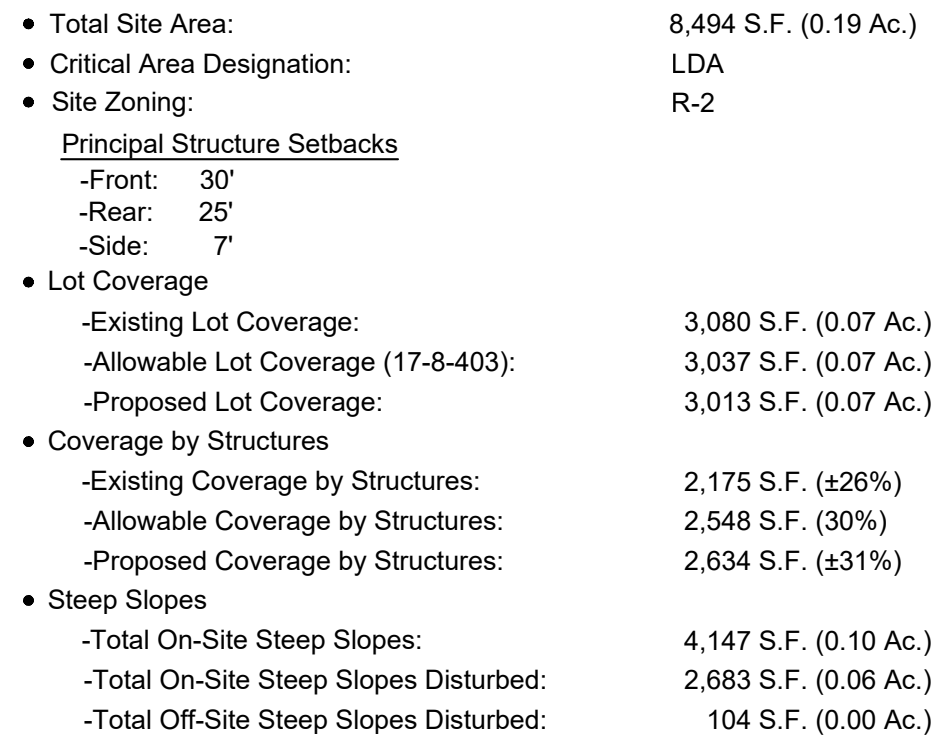 • Total Site Area: 8,494 S.F. (0.19 Ac.)
• Critical Area Designation: LDA
• Site Zoning: R-2
Principal Structure Setbacks
-Front: 30'
-Rear: 25'
-Side: 7'
• Lot Coverage
-Existing Lot Coverage: 3,080 S.F. (0.07 Ac.)
-Allowable Lot Coverage (17-8-403): 3,037 S.F. (0.07 Ac.)
-Proposed Lot Coverage: 3,013 S.F. (0.07 Ac.)
• Coverage by Structures
-Existing Coverage by Structures: 2,175 S.F. (±26%)
-Allowable Coverage by Structures: 2,548 S.F. (30%)
-Proposed Coverage by Structures: 2,634 S.F. (±31%)
• Steep Slopes
-Total On-Site Steep Slopes: 4,147 S.F. (0.10 Ac.)
-Total On-Site Steep Slopes Disturbed: 2,683 S.F. (0.06 Ac.)
-Total Off-Site Steep Slopes Disturbed: 104 S.F. (0.00 Ac.)